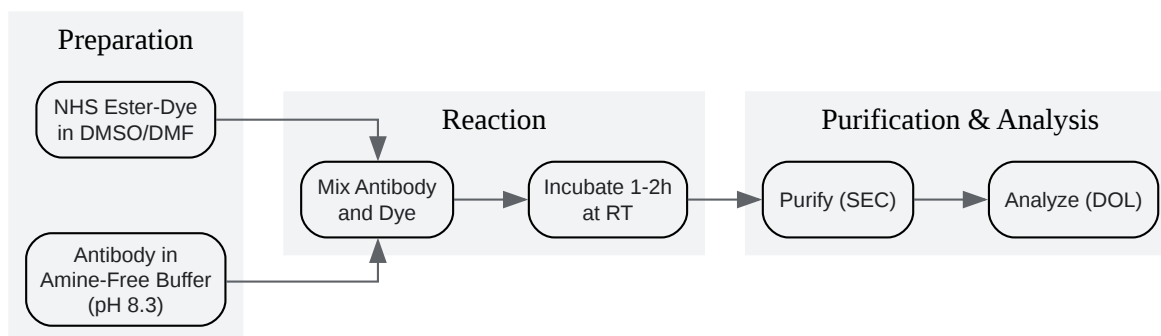 Preparation
NHS Ester-Dye
in DMSO/DMF
Antibody in
Amine-Free Buffer
(pH 8.3)
Reaction
Mix Antibody
and Dye
Incubate 1-2h
at RT
Purification & Analysis
Purify (SEC)
Analyze (DOL)